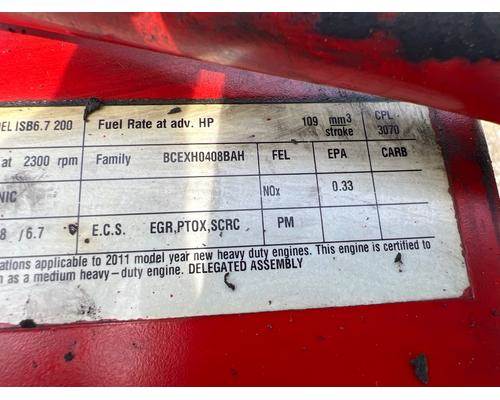 DEL ISB6.7 200 Fuel Rate at adv. HP 109 mm3 stroke CPL 3070
at 2300 rpm Family BCEXH0408BAH FEL EPA CARB
NIC NOx 0.33
8 /6.7 E.C.S. EGR,PTOX,SCRC PM
ations applicable to 2011 model year new heavy duty engines. This engine is certified to
n as a medium heavy-duty engine. DELEGATED ASSEMBLY